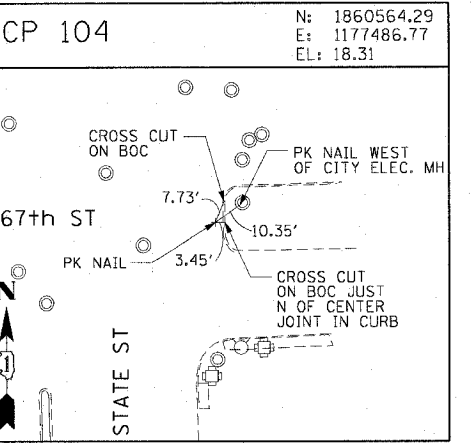 CP 104
N: 1860564.29
E: 1177486.77
EL: 18.31
CROSS CUT
ON BOC
PK NAIL WEST
OF CITY ELEC. MH
7.73'
67th ST
10.35'
PK NAIL
3.45'
CROSS CUT
ON BOC JUST
N OF CENTER
JOINT IN CURB
N
1
STATE ST